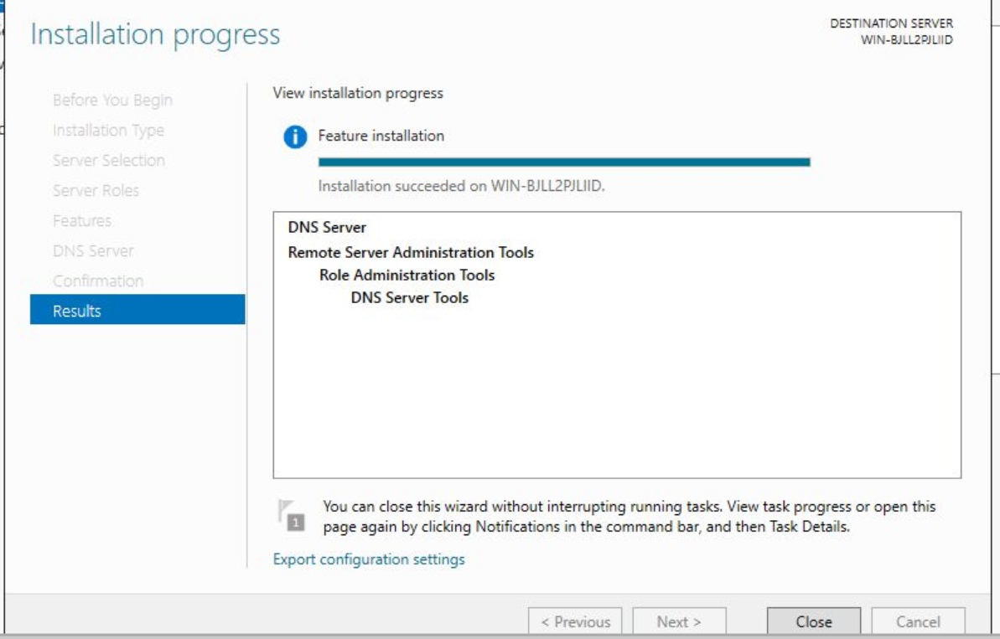 Installation progress
DESTINATION SERVER
WIN-BJLL2PJLIID
Before You Begin
Installation Type
Server Selection
Server Roles
Features
DNS Server
Confirmation
Results
View installation progress
Feature installation
Installation succeeded on WIN-BJLL2PJLIID.
DNS Server
Remote Server Administration Tools
Role Administration Tools
DNS Server Tools
1
You can close this wizard without interrupting running tasks. View task progress or open this
page again by clicking Notifications in the command bar, and then Task Details.
Export configuration settings
< Previous
Next >
Close
Cancel